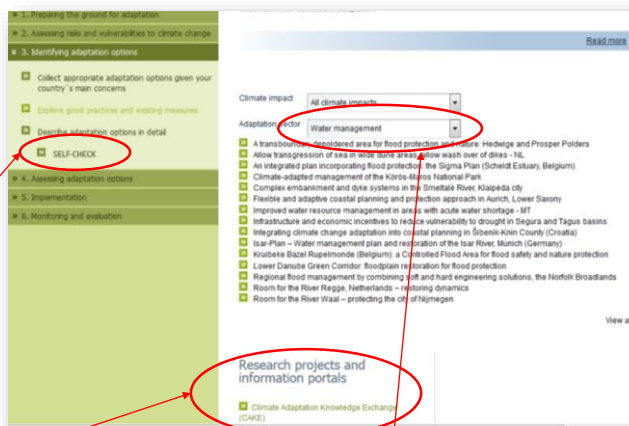 » 1. Preparing the ground for adaptation
» 2. Assessing risks and vulnerabilities to climate change
3. Identifying adaptation options
Collect appropriate adaptation options given your
country´s main concerns
Explore good practices and existing measures
Describe adaptation options in detail
SELF-CHECK
» 4. Assessing adaptation options
» 5. Implementation
» 6. Monitoring and evaluation
Read more
Climate impact All climate impacts
Adaptation sector Water management
A transboundary depoldered area for flood protection and nature: Hedwige and Prosper Polders
Allow transgression of sea in wide dune areas, allow wash over of dikes - NL
An integrated plan incorporating flood protection: the Sigma Plan (Scheldt Estuary, Belgium)
Climate-adapted management of the Körös-Maros National Park
Complex embankment and dyke systems in the Smeltalė River, Klaipėda city
Flexible and adaptive coastal planning and protection approach in Aurich, Lower Saxony
Improved water resource management in areas with acute water shortage - MT
Infrastructure and economic incentives to reduce vulnerability to drought in Segura and Tagus basins
Integrating climate change adaptation into coastal planning in Šibenik-Knin County (Croatia)
Isar-Plan – Water management plan and restoration of the Isar River, Munich (Germany)
Kruibeke Bazel Rupelmonde (Belgium): a Controlled Flood Area for flood safety and nature protection
Lower Danube Green Corridor: floodplain restoration for flood protection
Regional flood management by combining soft and hard engineering solutions, the Norfolk Broadlands
Room for the River Regge, Netherlands – restoring dynamics
Room for the River Waal – protecting the city of Nijmegen
View a
Research projects and
information portals
Climate Adaptation Knowledge Exchange
(CAKE)